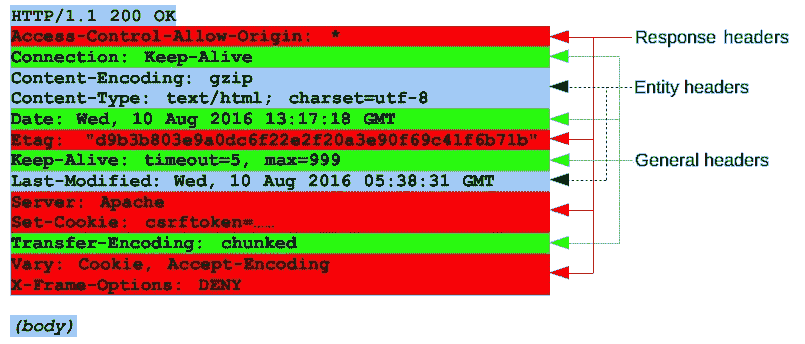 HTTP/1.1 200 OK
Access-Control-Allow-Origin: *
Connection: Keep-Alive
Content-Encoding: gzip
Content-Type: text/html; charset=utf-8
Date: Wed, 10 Aug 2016 13:17:18 GMT
Etag: "d9b3b803e9a0dc6f22e2f20a3e90f69c41f6b71b"
Keep-Alive: timeout=5, max=999
Last-Modified: Wed, 10 Aug 2016 05:38:31 GMT
Server: Apache
Set-Cookie: csrftoken=……
Transfer-Encoding: chunked
Vary: Cookie, Accept-Encoding
X-Frame-Options: DENY
(body)
Response headers
Entity headers
General headers